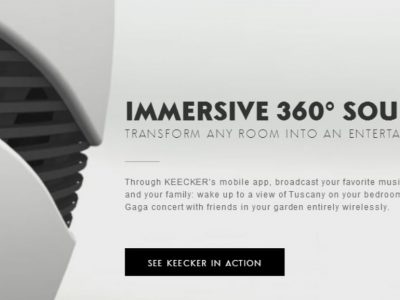 IMMERSIVE 360° SOU
TRANSFORM ANY ROOM INTO AN ENTERTA
Through KEECKER's mobile app, broadcast your favorite musi
and your family: wake up to a view of Tuscany on your bedroom
Gaga concert with friends in your garden entirely wirelessly.
SEE KEECKER IN ACTION